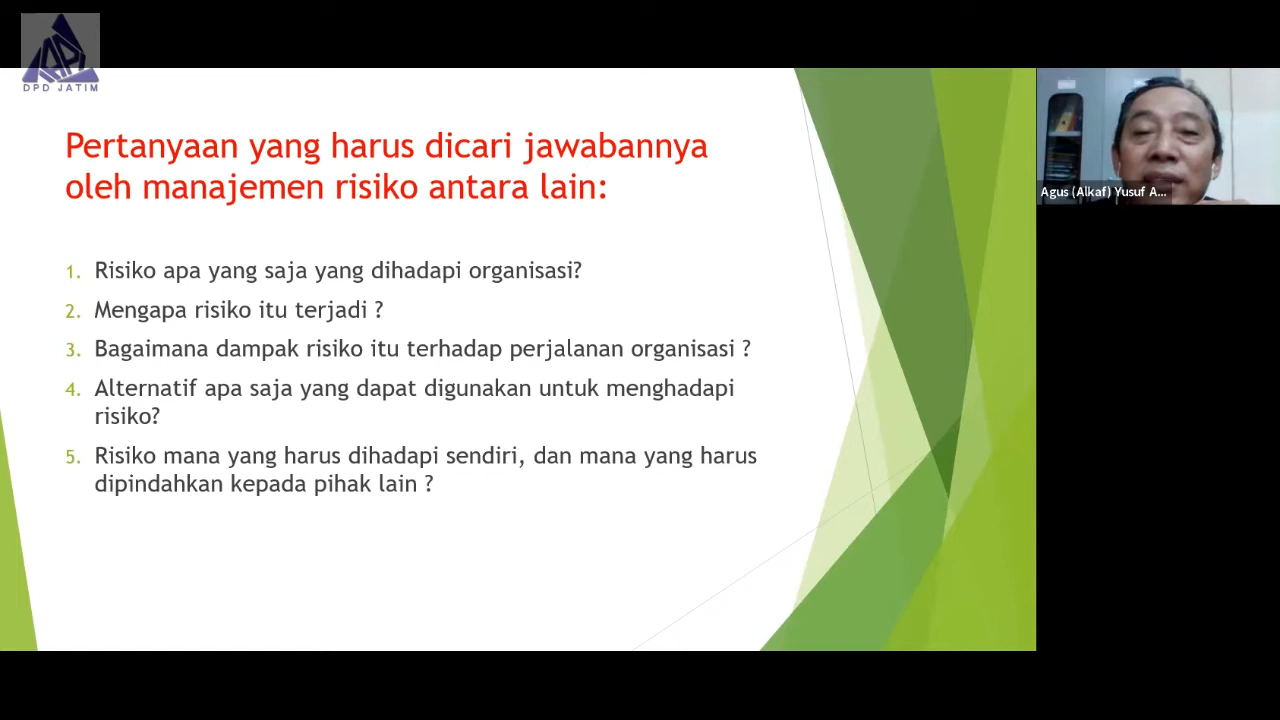 IAPI
DPD JATIM
Pertanyaan yang harus dicari jawabannya
oleh manajemen risiko antara lain:
1. Risiko apa yang saja yang dihadapi organisasi?
2. Mengapa risiko itu terjadi ?
3. Bagaimana dampak risiko itu terhadap perjalanan organisasi ?
4. Alternatif apa saja yang dapat digunakan untuk menghadapi
risiko?
5. Risiko mana yang harus dihadapi sendiri, dan mana yang harus
dipindahkan kepada pihak lain ?
Agus (Alkaf) Yusuf A...